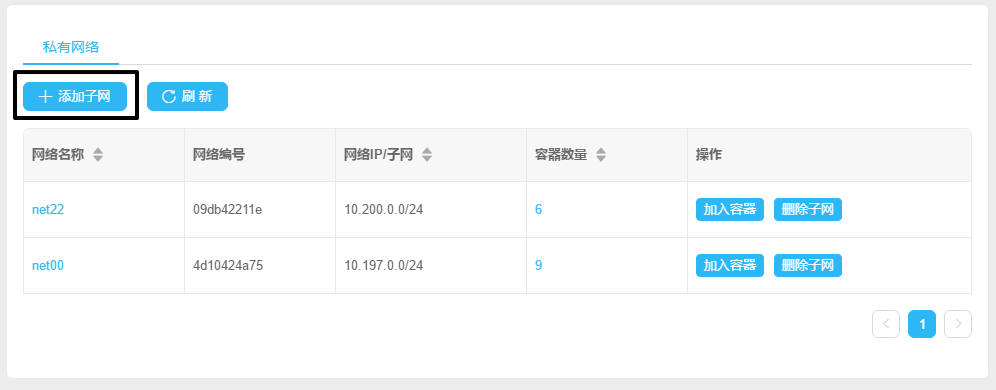 私有网络
添加子网 刷 新
网络名称 网络编号 网络IP/子网 容器数量 操作
net22 09db42211e 10.200.0.0/24 6 加入容器 删除子网
net00 4d10424a75 10.197.0.0/24 9 加入容器 删除子网
1